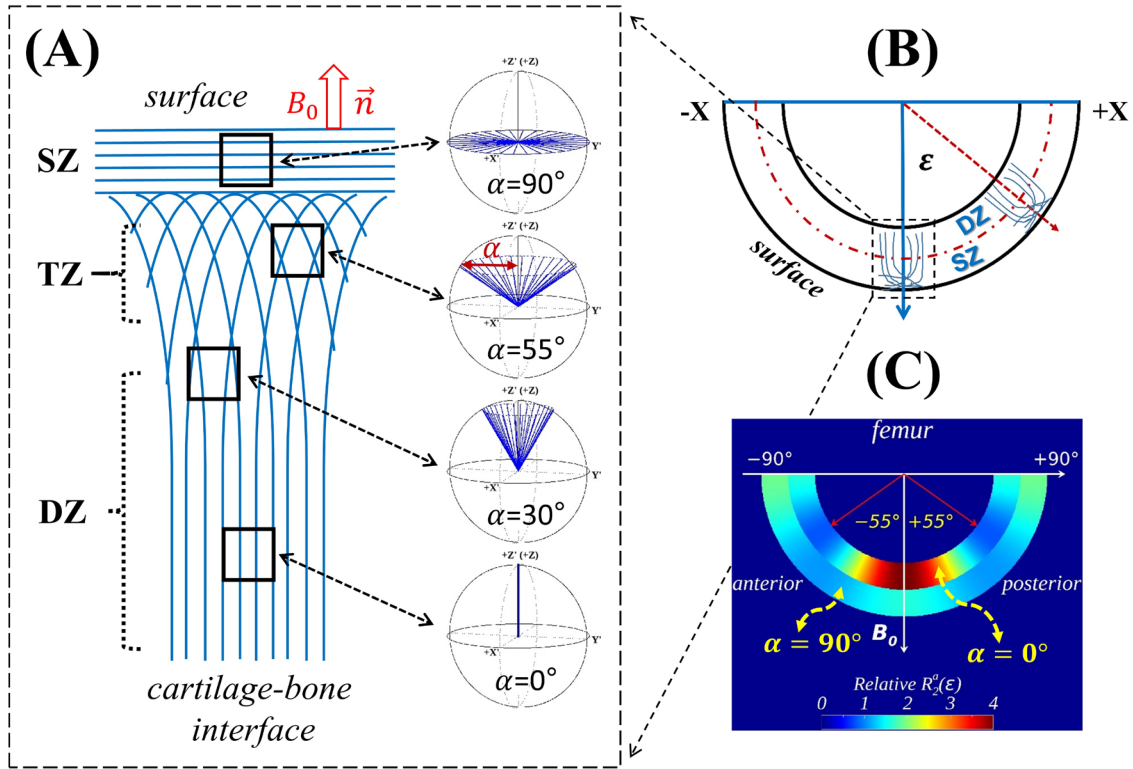 (A)
surface
B₀ n⃗
SZ
TZ
DZ
cartilage-bone
interface
+Z' (+Z)
+X'
Y'
α=90°
+Z' (+Z)
α
+X'
Y'
α=55°
+Z' (+Z)
+X'
Y'
α=30°
+Z' (+Z)
+X'
Y'
α=0°
(B)
-X
+X
ε
DZ
SZ
surface
(C)
femur
−90°
+90°
−55°
+55°
anterior
posterior
α = 90°
B₀
α = 0°
Relative R₂ᵃ(ε)
0 1 2 3 4